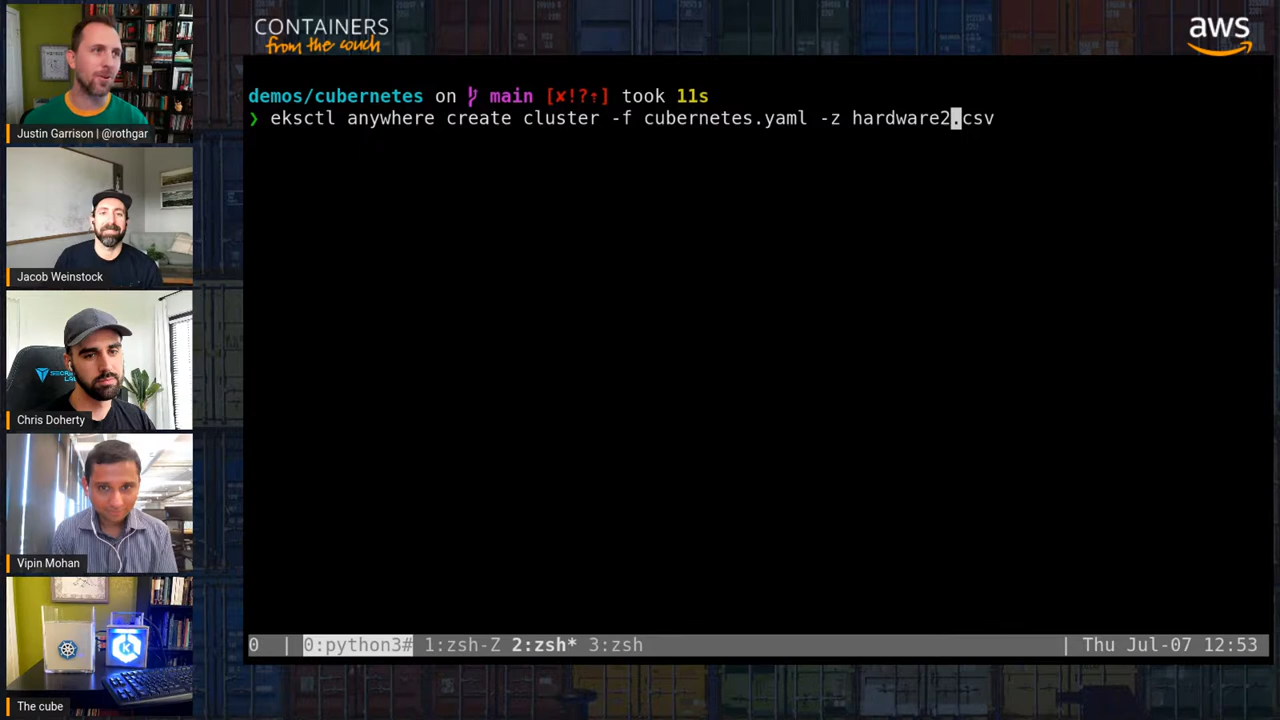 CONTAINERS
from the couch
aws
demos/cubernetes on main [✘!?⇡] took 11s
❯ eksctl anywhere create cluster -f cubernetes.yaml -z hardware2.csv
Justin Garrison | @rothgar
Jacob Weinstock
Chris Doherty
Vipin Mohan
K
The cube
0 | 0:python3# 1:zsh-Z 2:zsh* 3:zsh | Thu Jul-07 12:53